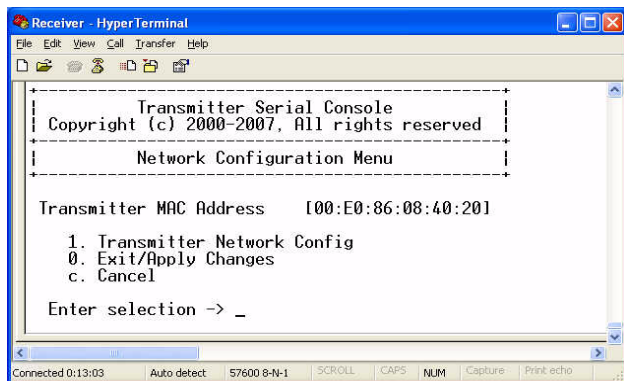 Receiver - HyperTerminal
File Edit View Call Transfer Help
Transmitter Serial Console
Copyright (c) 2000-2007, All rights reserved
Network Configuration Menu
Transmitter MAC Address [00:E0:86:08:40:20]
1. Transmitter Network Config
0. Exit/Apply Changes
c. Cancel
Enter selection -> _
Connected 0:13:03 Auto detect 57600 8-N-1 SCROLL CAPS NUM Capture Print echo